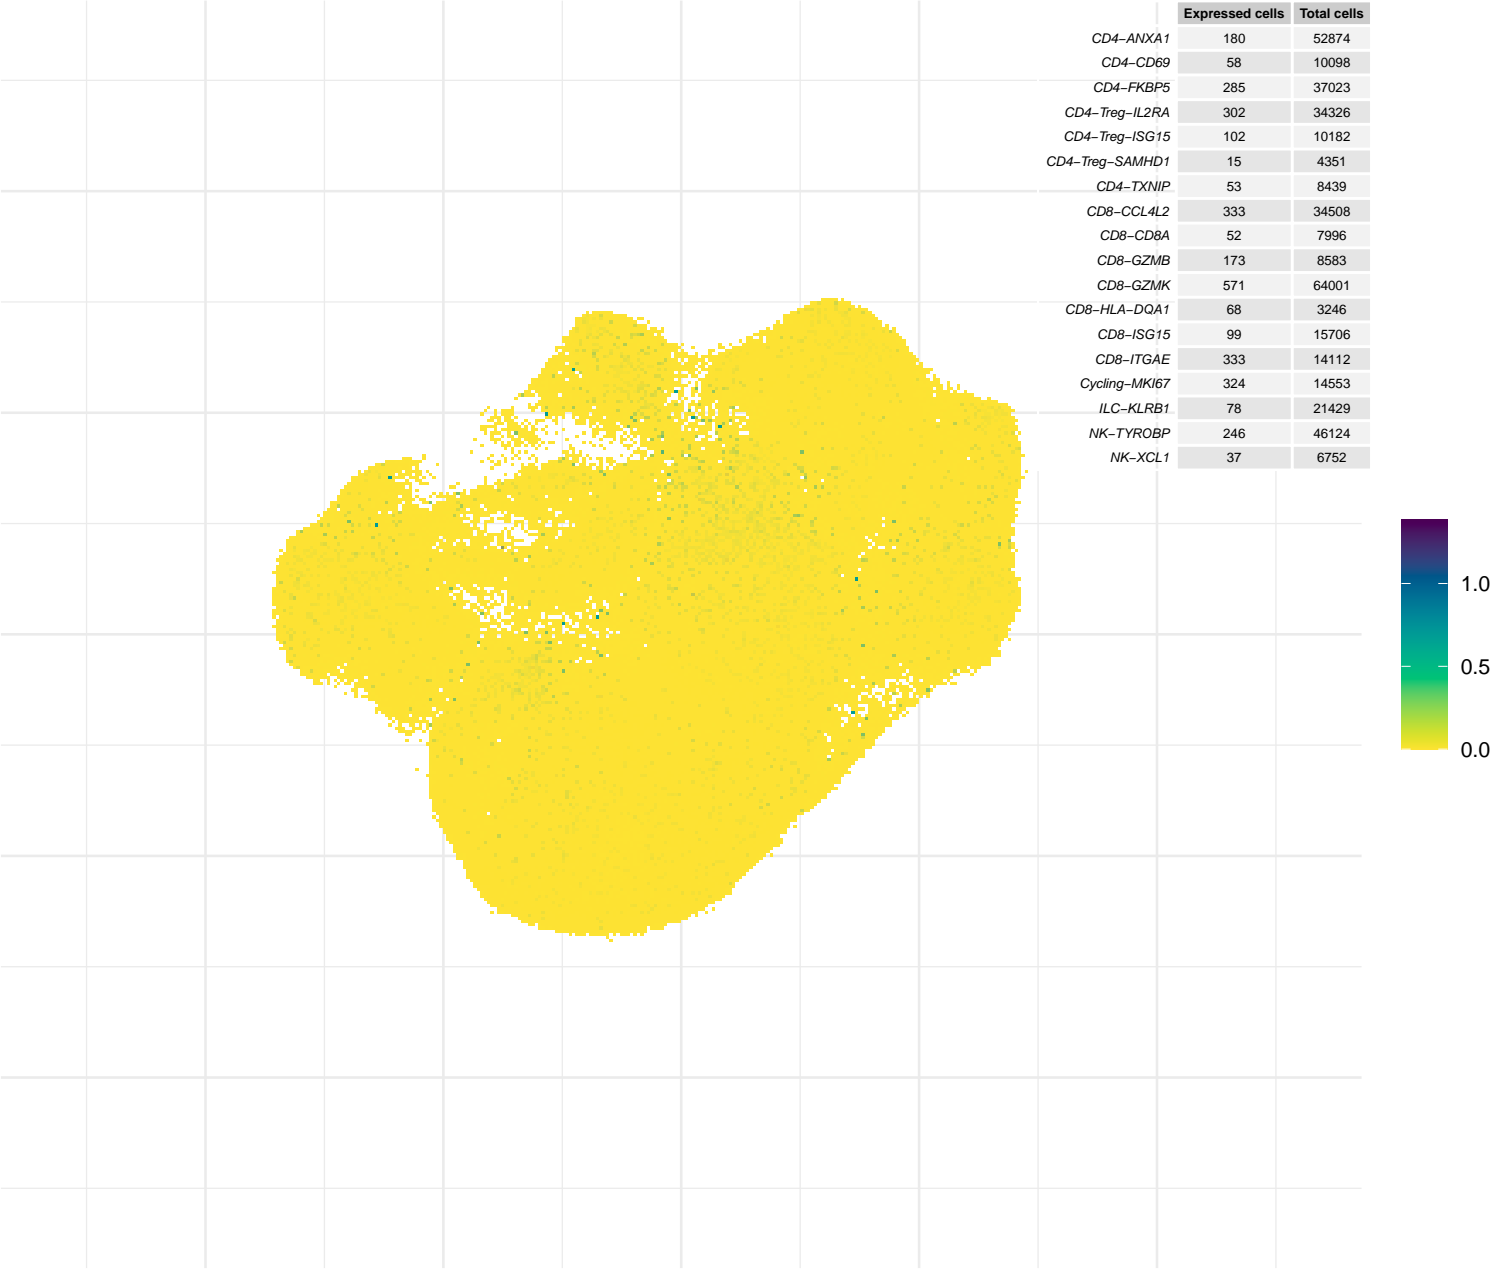 Expressed cells Total cells
CD4−ANXA1 180 52874
CD4−CD69 58 10098
CD4−FKBP5 285 37023
CD4−Treg−IL2RA 302 34326
CD4−Treg−ISG15 102 10182
CD4−Treg−SAMHD1 15 4351
CD4−TXNIP 53 8439
CD8−CCL4L2 333 34508
CD8−CD8A 52 7996
CD8−GZMB 173 8583
CD8−GZMK 571 64001
CD8−HLA−DQA1 68 3246
CD8−ISG15 99 15706
CD8−ITGAE 333 14112
Cycling−MKI67 324 14553
ILC−KLRB1 78 21429
NK−TYROBP 246 46124
NK−XCL1 37 6752
1.0
0.5
0.0